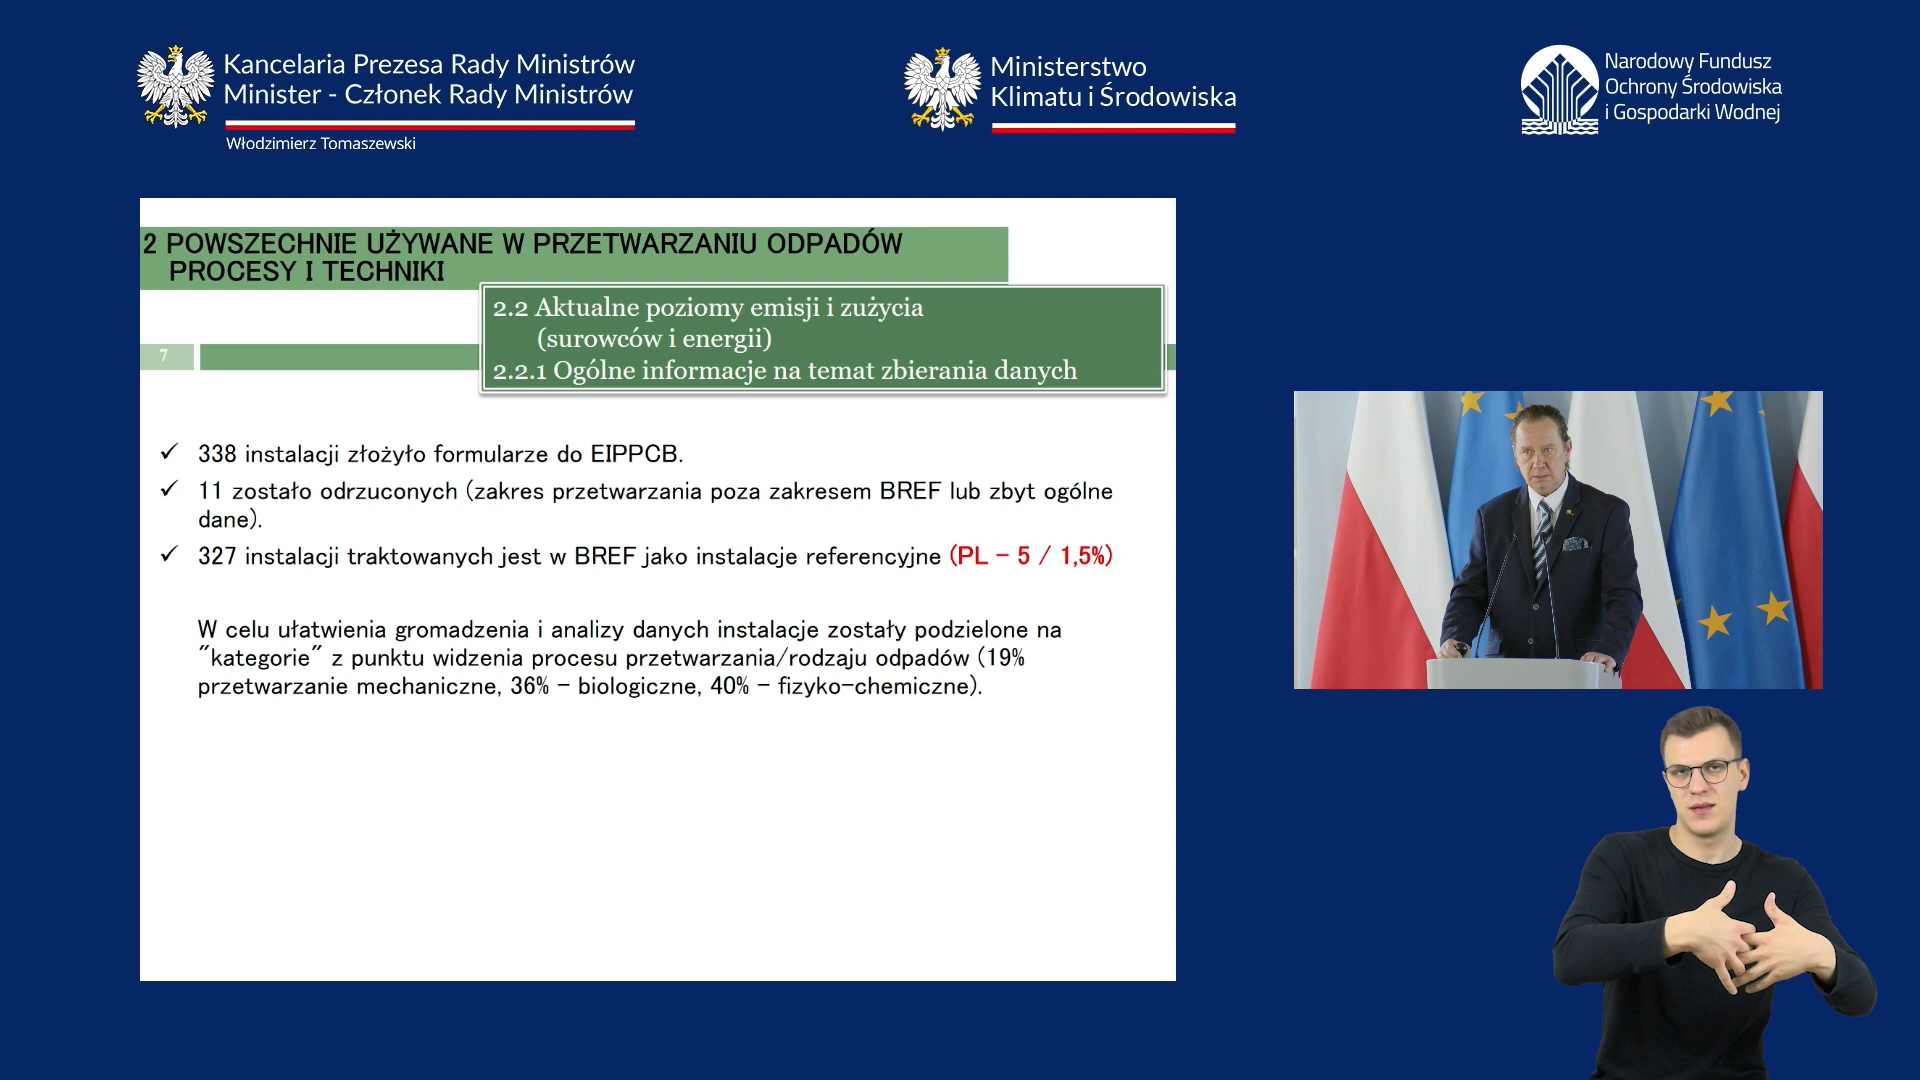 Kancelaria Prezesa Rady Ministrów
Minister - Członek Rady Ministrów
Włodzimierz Tomaszewski
Ministerstwo
Klimatu i Środowiska
Narodowy Fundusz
Ochrony Środowiska
i Gospodarki Wodnej
2 POWSZECHNIE UŻYWANE W PRZETWARZANIU ODPADÓW
PROCESY I TECHNIKI
2.2 Aktualne poziomy emisji i zużycia
(surowców i energii)
2.2.1 Ogólne informacje na temat zbierania danych
7
✓ 338 instalacji złożyło formularze do EIPPCB.
✓ 11 zostało odrzuconych (zakres przetwarzania poza zakresem BREF lub zbyt ogólne
dane).
✓ 327 instalacji traktowanych jest w BREF jako instalacje referencyjne (PL – 5 / 1,5%)
W celu ułatwienia gromadzenia i analizy danych instalacje zostały podzielone na
"kategorie" z punktu widzenia procesu przetwarzania/rodzaju odpadów (19%
przetwarzanie mechaniczne, 36% – biologiczne, 40% – fizyko-chemiczne).